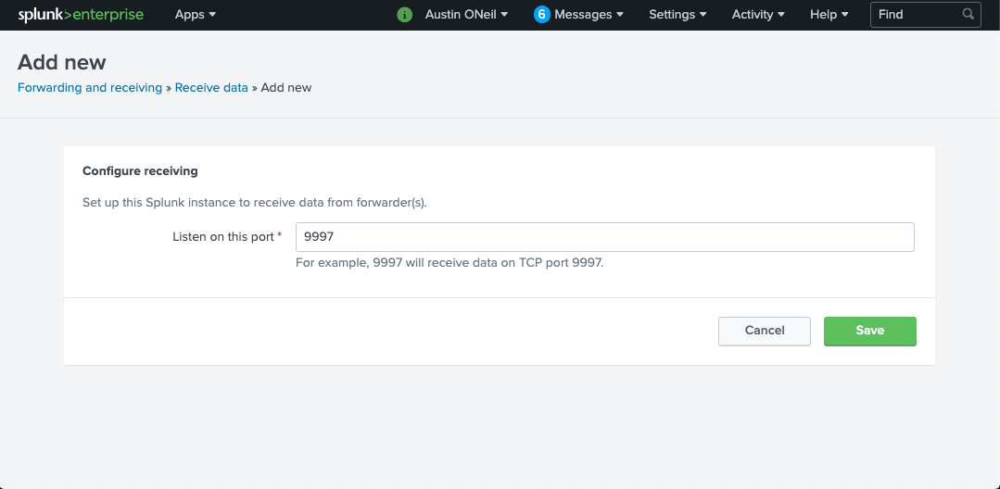 splunk>enterprise Apps i Austin ONeil 6 Messages Settings Activity Help Find
Add new
Forwarding and receiving » Receive data » Add new
Configure receiving
Set up this Splunk instance to receive data from forwarder(s).
Listen on this port * 9997
For example, 9997 will receive data on TCP port 9997.
Cancel Save